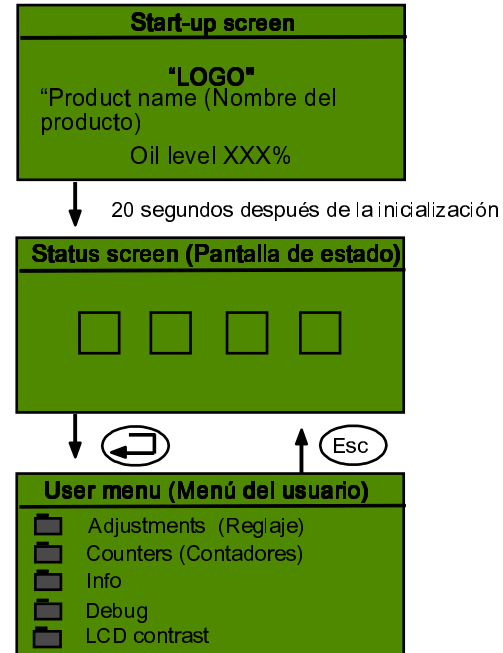 Start-up screen
“LOGO"
“Product name (Nombre del
producto)
Oil level XXX%
20 segundos después de la inicialización
Status screen (Pantalla de estado)
Esc
User menu (Menú del usuario)
Adjustments (Reglaje)
Counters (Contadores)
Info
Debug
LCD contrast